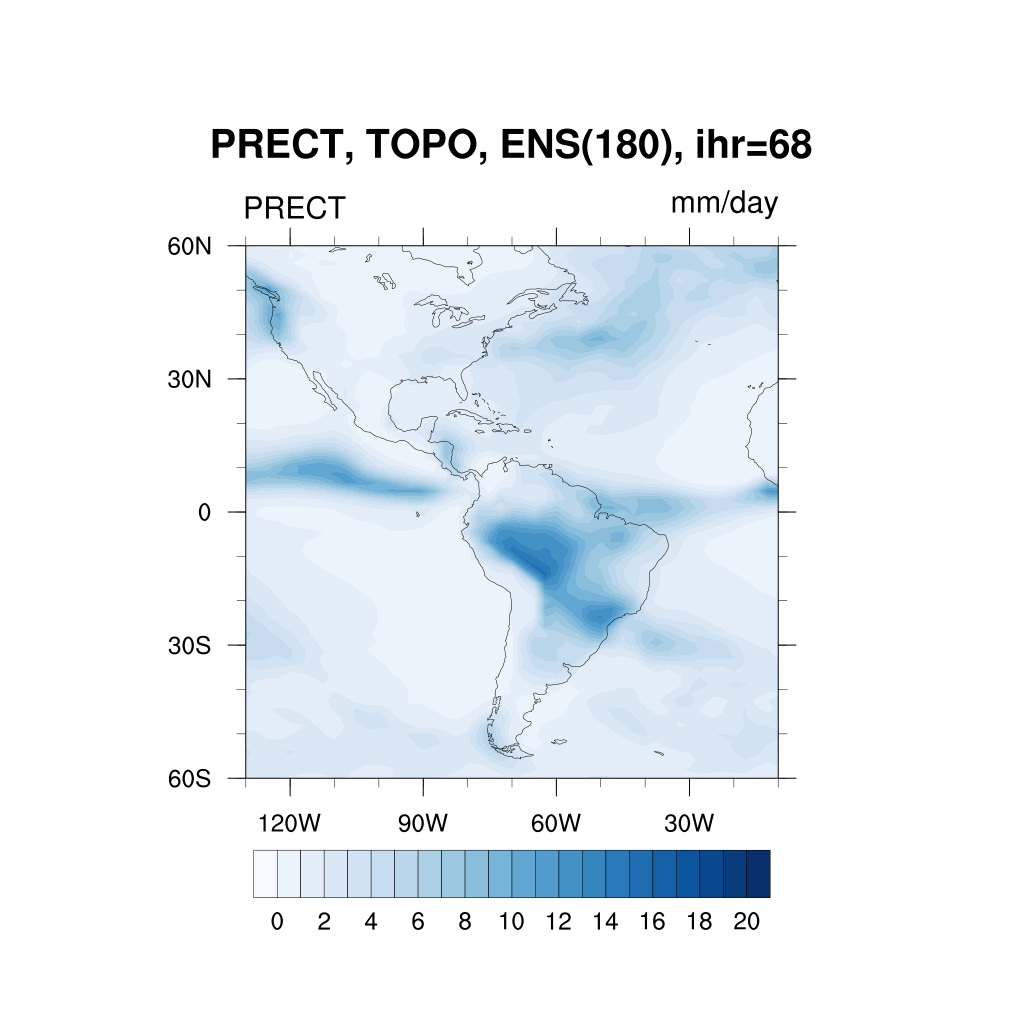 PRECT, TOPO, ENS(180), ihr=68
PRECT mm/day
60N
30N
0
30S
60S
120W 90W 60W 30W
0 2 4 6 8 10 12 14 16 18 20